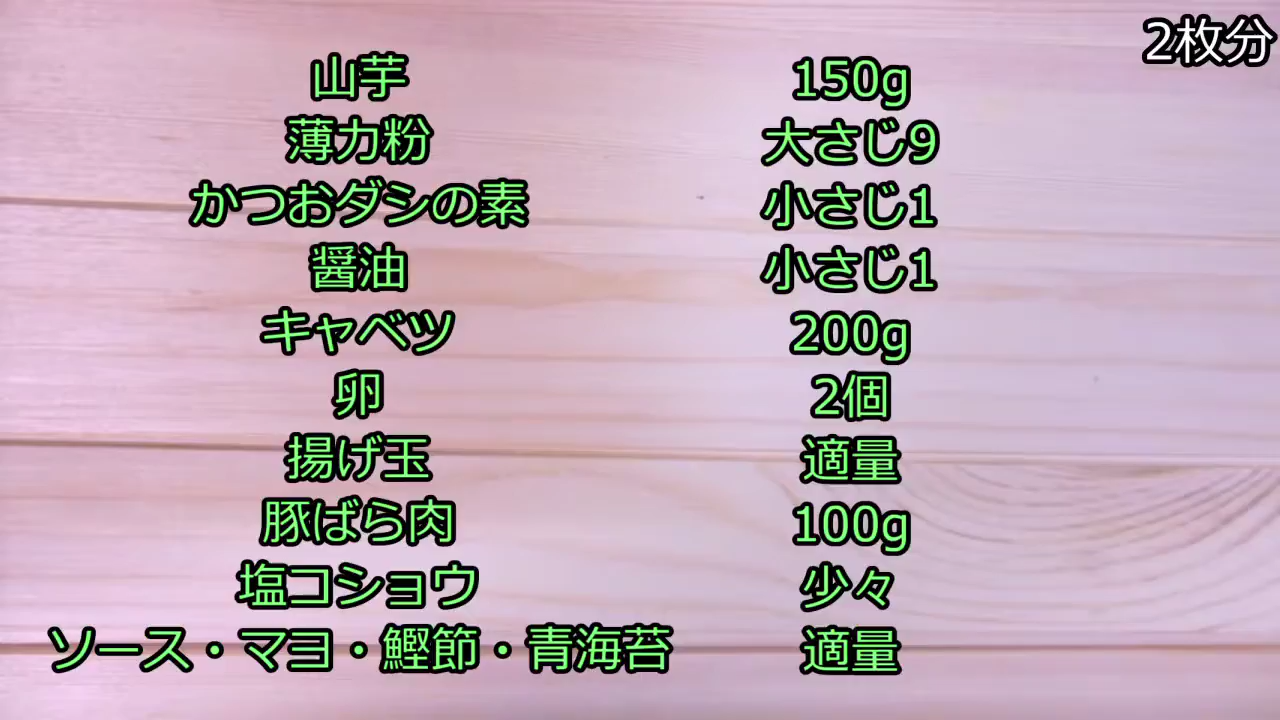 2枚分
山芋 150g
薄力粉 大さじ9
かつおダシの素 小さじ1
醤油 小さじ1
キャベツ 200g
卵 2個
揚げ玉 適量
豚ばら肉 100g
塩コショウ 少々
ソース・マヨ・鰹節・青海苔 適量